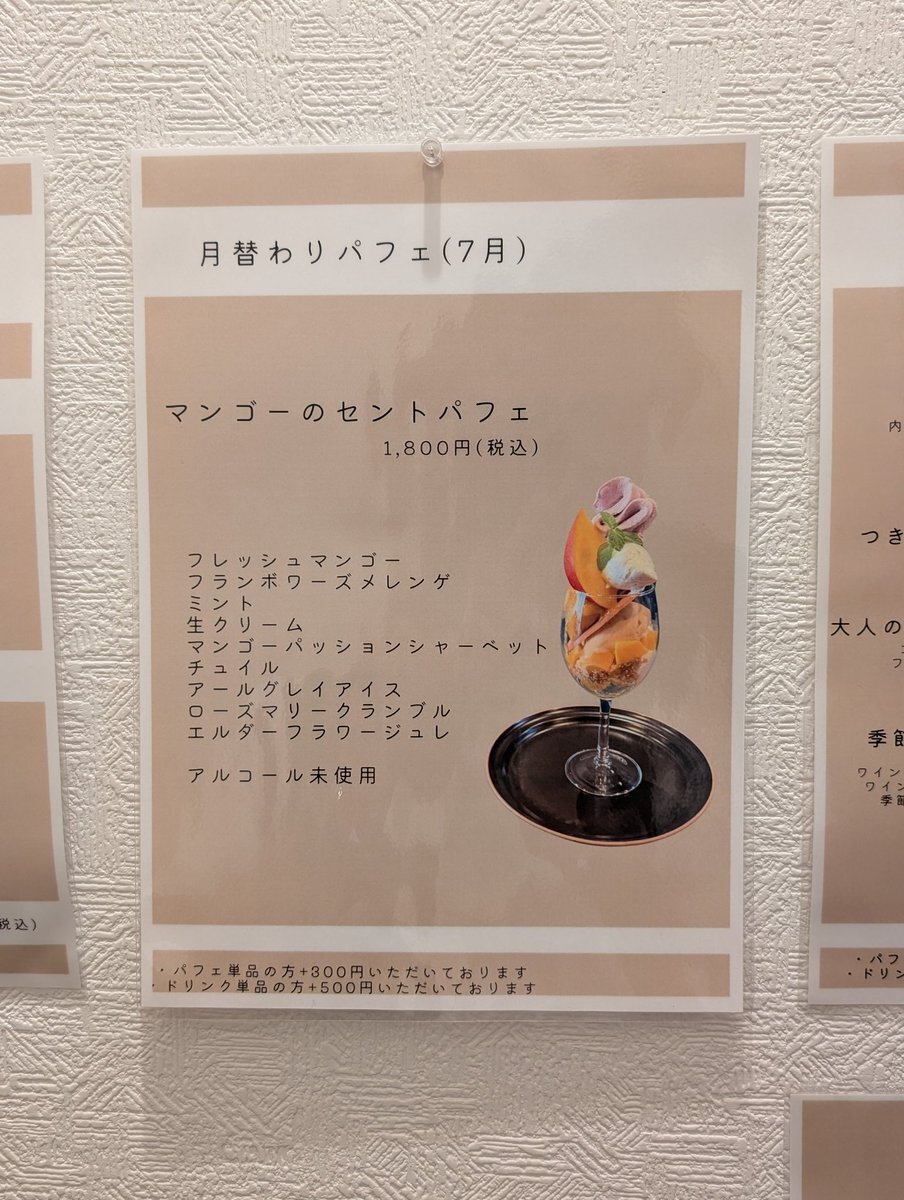 月替わりパフェ(7月)
マンゴーのセントパフェ
1,800円(税込)
フレッシュマンゴー
フランボワーズメレンゲ
ミント
生クリーム
マンゴーパッションシャーベット
チュイル
アールグレイアイス
ローズマリークランブル
エルダーフラワージュレ
アルコール未使用
・パフェ単品の方+300円いただいております
・ドリンク単品の方+500円いただいております
税込)
内
つき
大人の
フ
季節
ワイン
ワイン
季節
・パフ
・ドリン